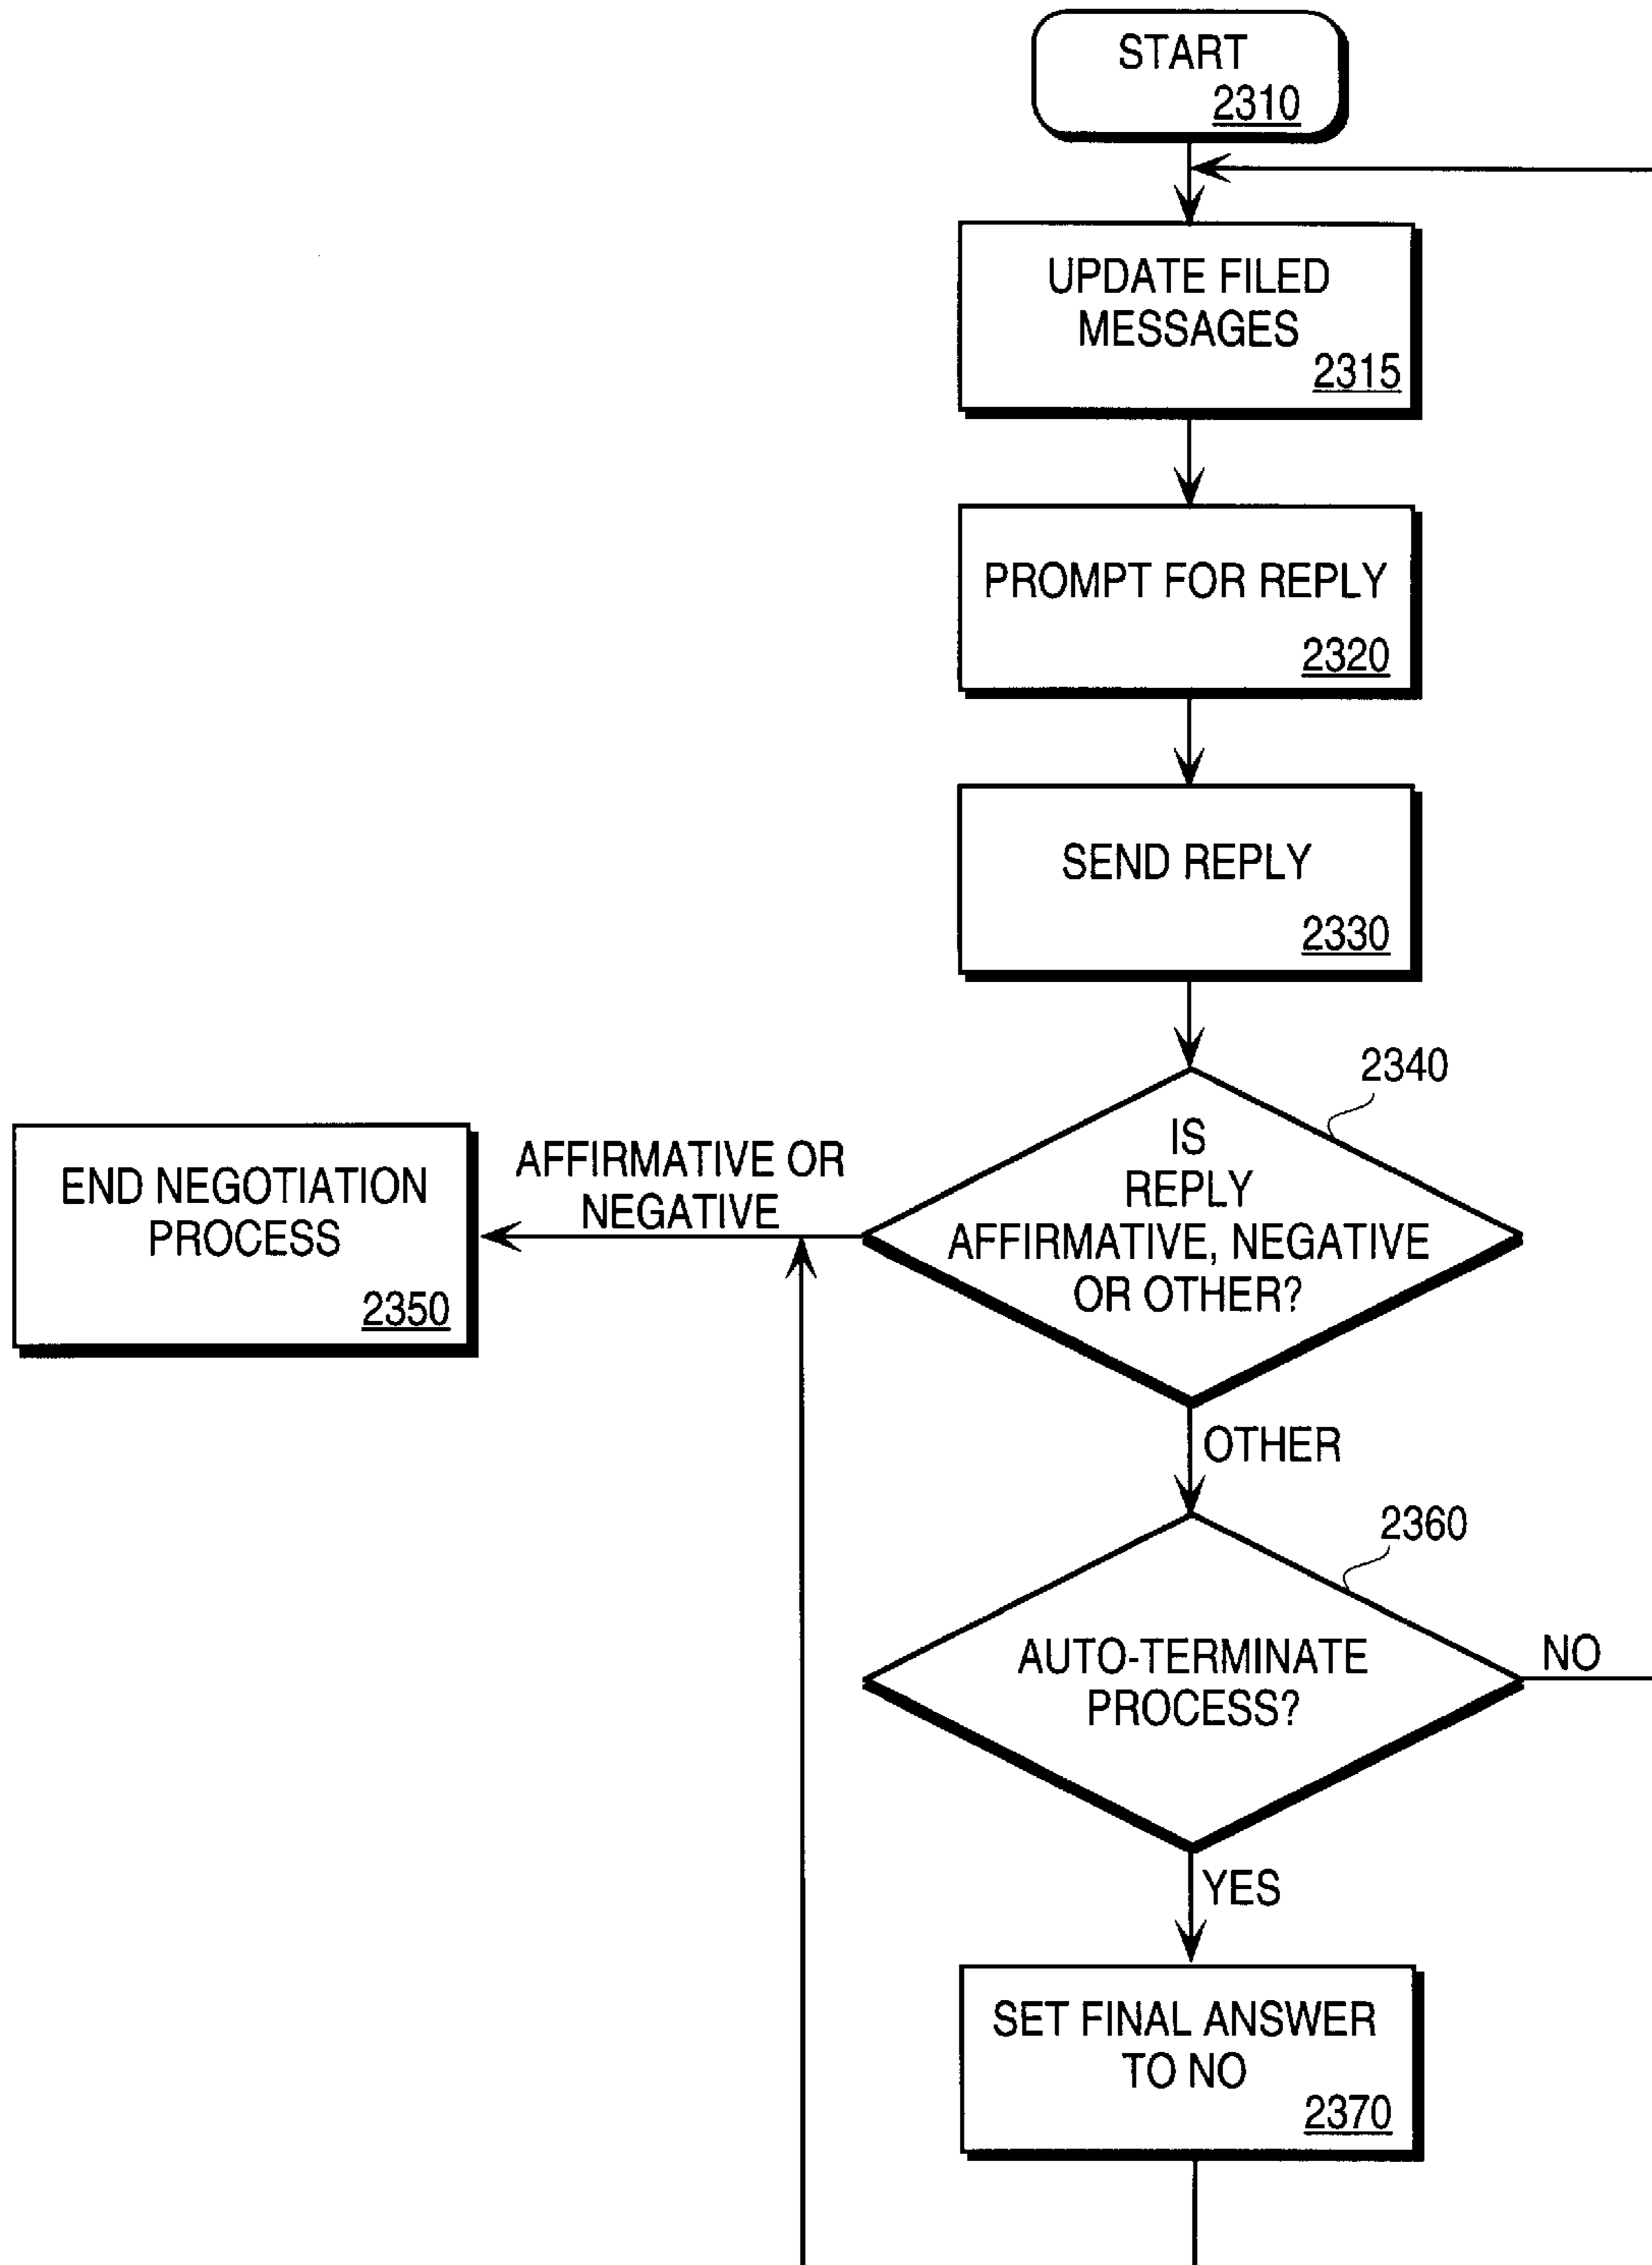 START
2310
UPDATE FILED
MESSAGES
2315
PROMPT FOR REPLY
2320
SEND REPLY
2330
2340
IS
REPLY
AFFIRMATIVE, NEGATIVE
OR OTHER?
AFFIRMATIVE OR
NEGATIVE
END NEGOTIATION
PROCESS
2350
OTHER
2360
AUTO-TERMINATE
PROCESS?
NO
YES
SET FINAL ANSWER
TO NO
2370